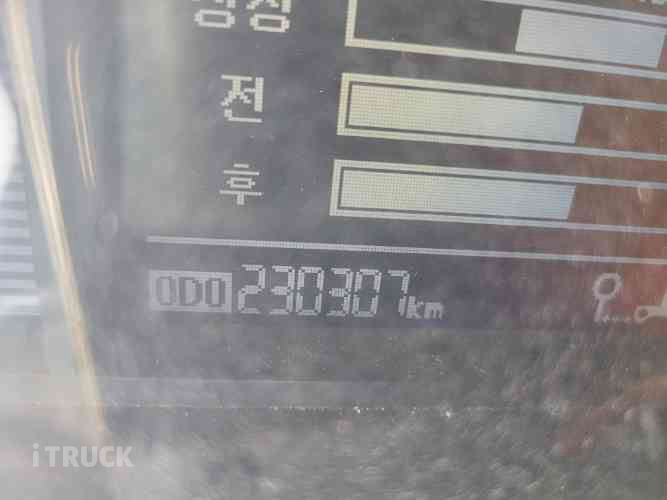 전
후
ODO 230307km
iTRUCK